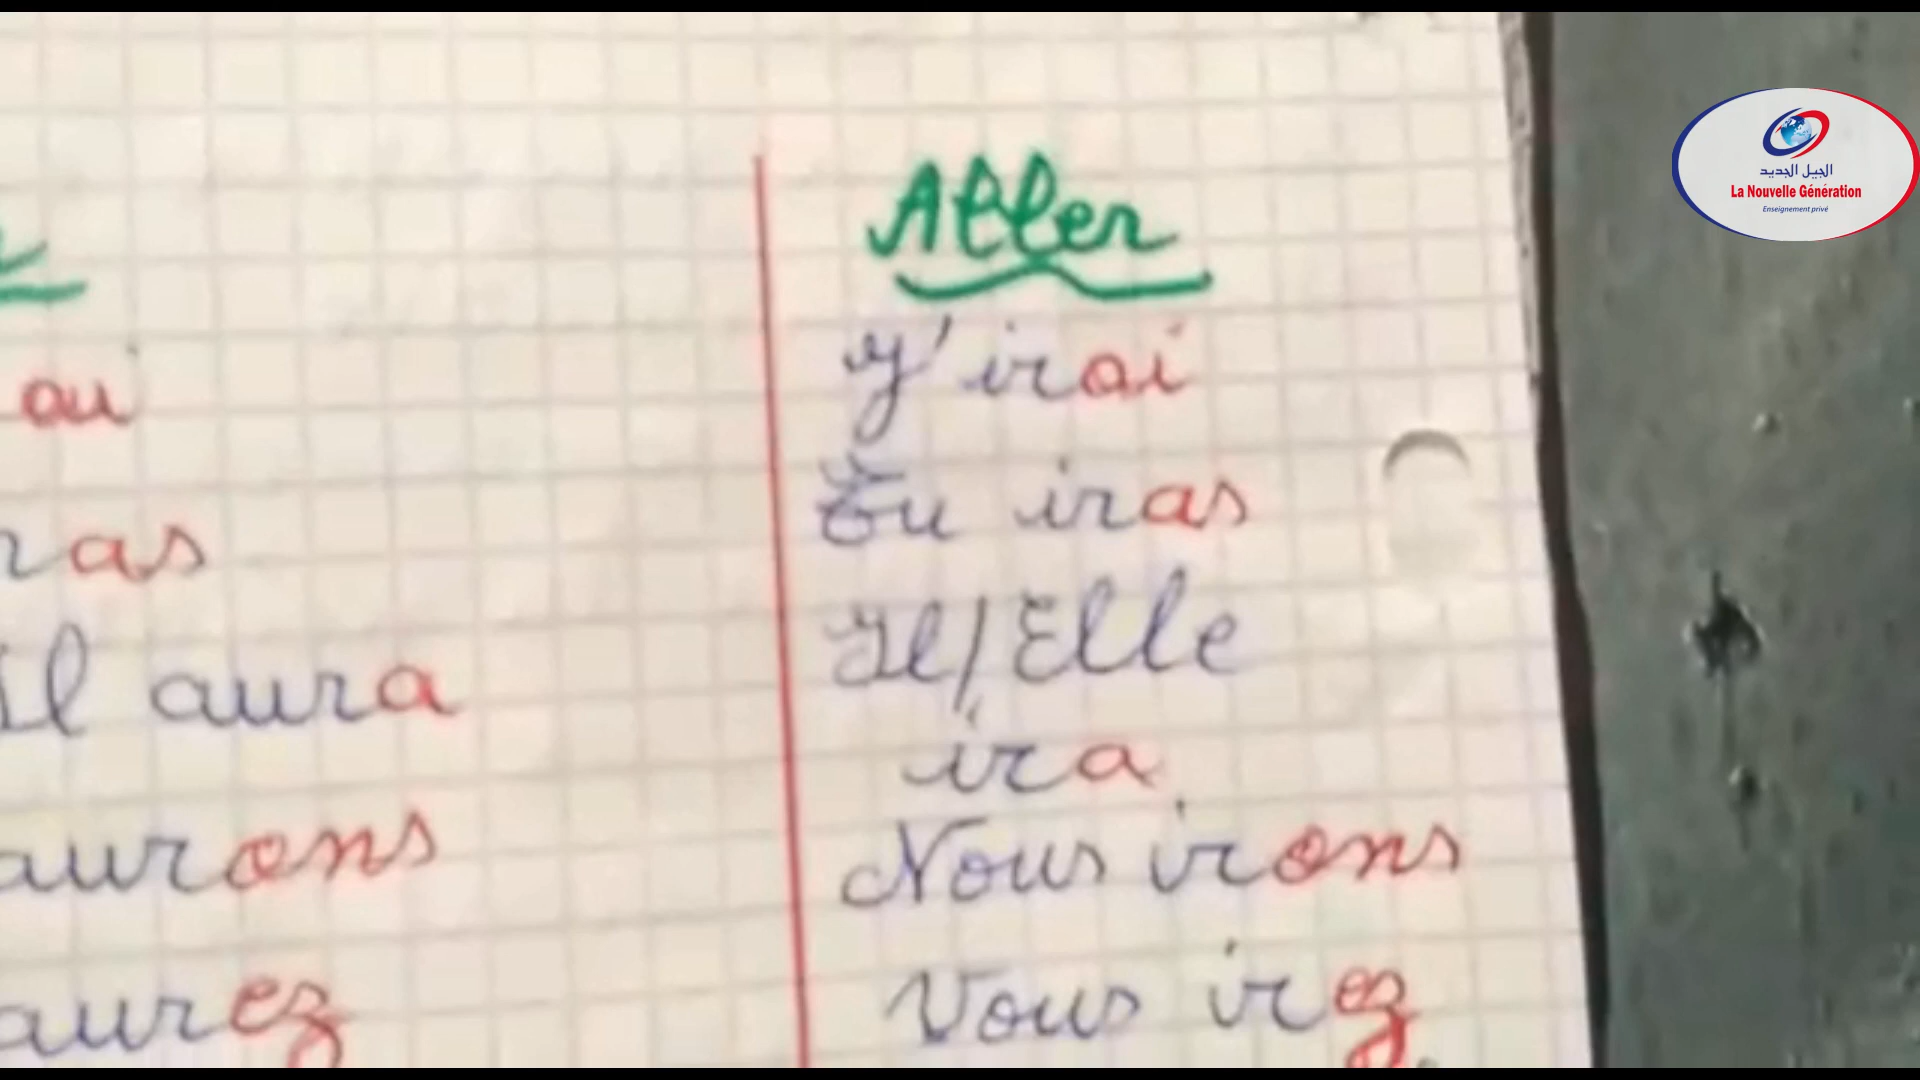 Aller
ai
J'irai
ras
Tu iras
Il aura
Il/Elle
ira
aurons
Nous irons
aurez
Vous irez
الجيل الجديد
La Nouvelle Génération
Enseignement privé